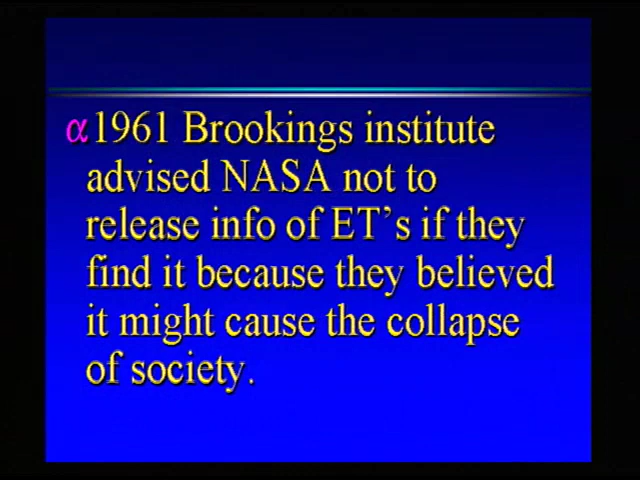 α1961 Brookings institute
advised NASA not to
release info of ET's if they
find it because they believed
it might cause the collapse
of society.